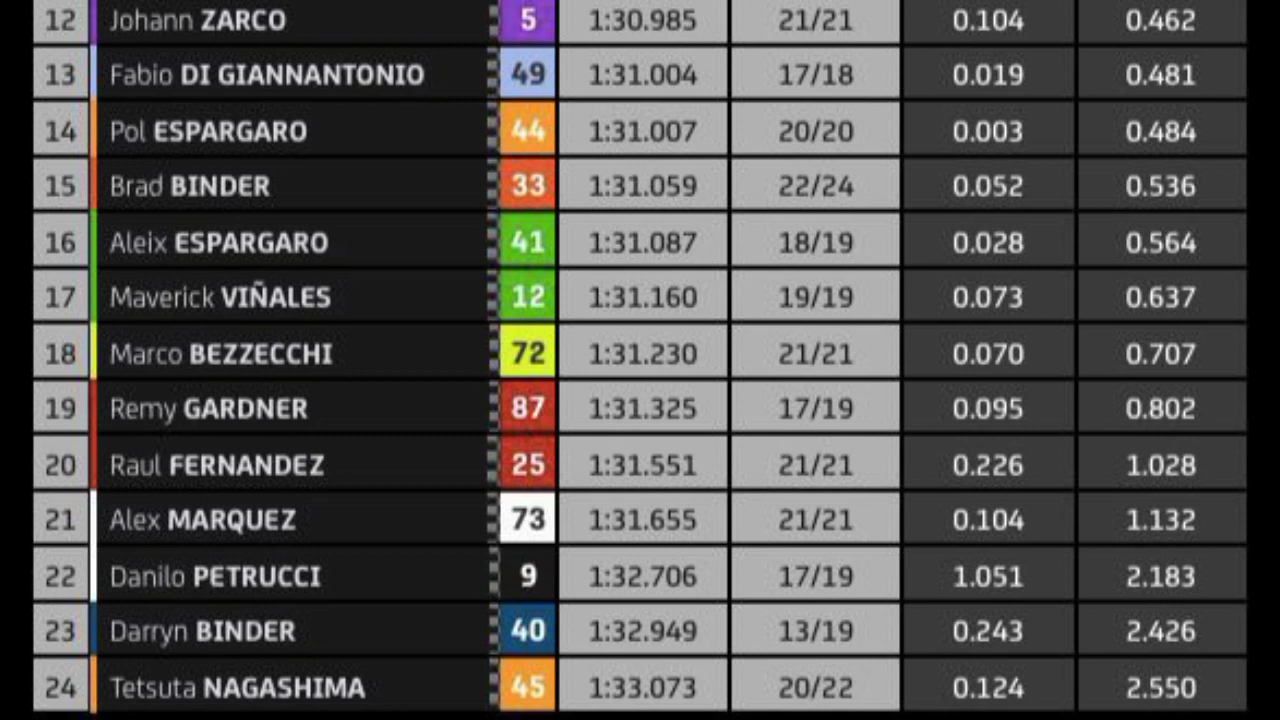 12 Johann ZARCO 5 1:30.985 21/21 0.104 0.462
13 Fabio DI GIANNANTONIO 49 1:31.004 17/18 0.019 0.481
14 Pol ESPARGARO 44 1:31.007 20/20 0.003 0.484
15 Brad BINDER 33 1:31.059 22/24 0.052 0.536
16 Aleix ESPARGARO 41 1:31.087 18/19 0.028 0.564
17 Maverick VIÑALES 12 1:31.160 19/19 0.073 0.637
18 Marco BEZZECCHI 72 1:31.230 21/21 0.070 0.707
19 Remy GARDNER 87 1:31.325 17/19 0.095 0.802
20 Raul FERNANDEZ 25 1:31.551 21/21 0.226 1.028
21 Alex MARQUEZ 73 1:31.655 21/21 0.104 1.132
22 Danilo PETRUCCI 9 1:32.706 17/19 1.051 2.183
23 Darryn BINDER 40 1:32.949 13/19 0.243 2.426
24 Tetsuta NAGASHIMA 45 1:33.073 20/22 0.124 2.550